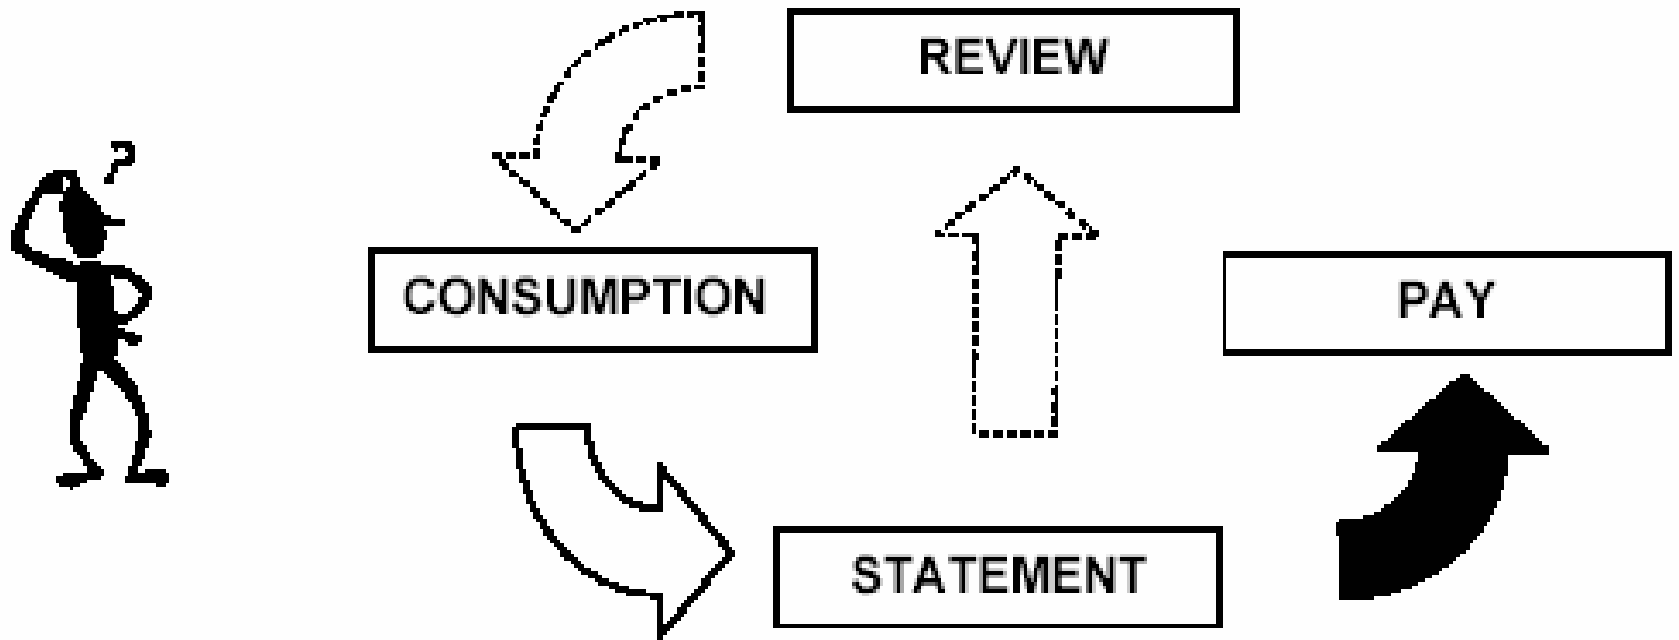 REVIEW
?
CONSUMPTION
PAY
STATEMENT